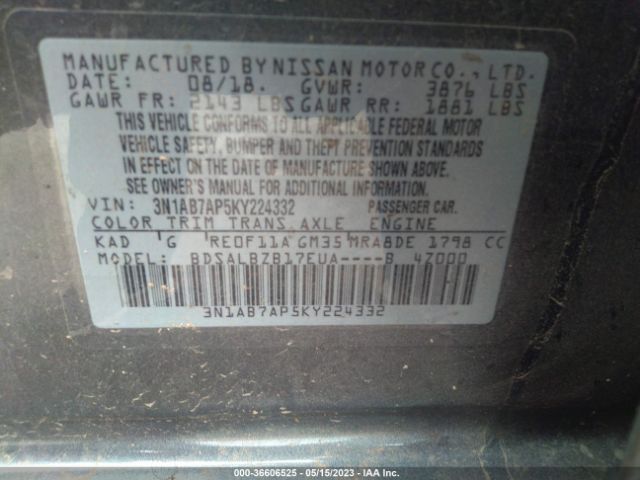 MANUFACTURED BY NISSAN MOTOR CO., LTD.
DATE: 08/18. GVWR: 3876 LBS
GAWR FR: 2143 LBS GAWR RR: 1881 LBS
THIS VEHICLE CONFORMS TO ALL APPLICABLE FEDERAL MOTOR
VEHICLE SAFETY, BUMPER AND THEFT PREVENTION STANDARDS
IN EFFECT ON THE DATE OF MANUFACTURE SHOWN ABOVE.
SEE OWNER'S MANUAL FOR ADDITIONAL INFORMATION.
VIN: 3N1AB7AP5KY224332 PASSENGER CAR.
COLOR TRIM TRANS. AXLE ENGINE
KAD G RE0F11A GM35 MRA8DE 1798 CC
MODEL: BDSALBZB17EUA----B 4Z000
3N1AB7AP5KY224332
000-36606525 - 05/15/2023 - IAA Inc.